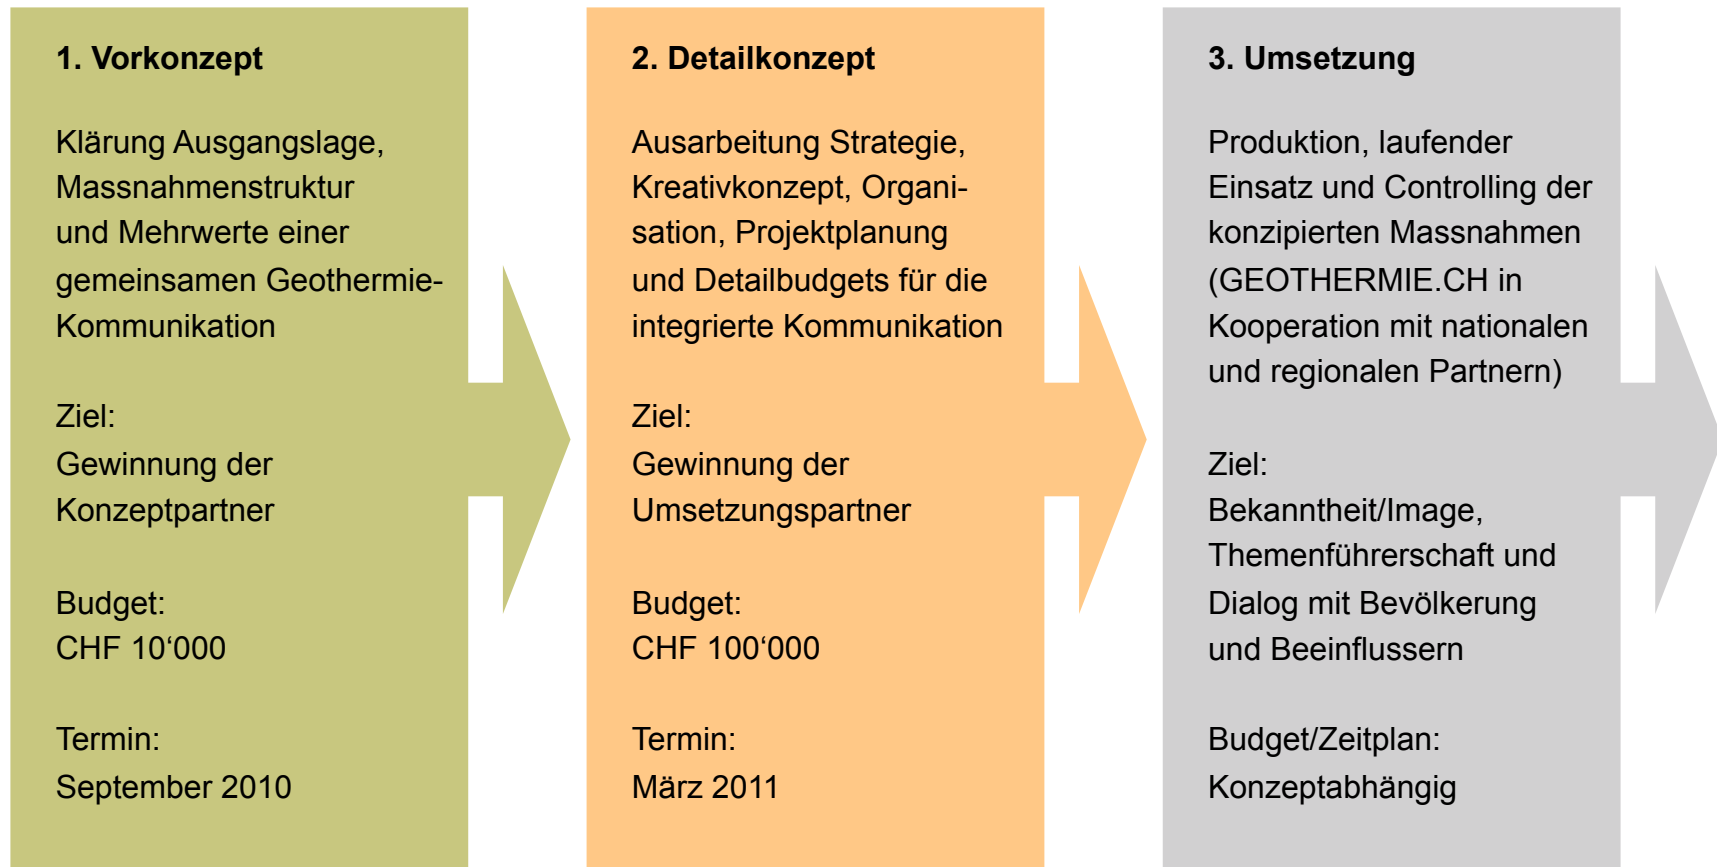 1. Vorkonzept
Klärung Ausgangslage,
Massnahmenstruktur
und Mehrwerte einer
gemeinsamen Geothermie-
Kommunikation
Ziel:
Gewinnung der
Konzeptpartner
Budget:
CHF 10‘000
Termin:
September 2010
2. Detailkonzept
Ausarbeitung Strategie,
Kreativkonzept, Organi-
sation, Projektplanung
und Detailbudgets für die
integrierte Kommunikation
Ziel:
Gewinnung der
Umsetzungspartner
Budget:
CHF 100‘000
Termin:
März 2011
3. Umsetzung
Produktion, laufender
Einsatz und Controlling der
konzipierten Massnahmen
(GEOTHERMIE.CH in
Kooperation mit nationalen
und regionalen Partnern)
Ziel:
Bekanntheit/Image,
Themenführerschaft und
Dialog mit Bevölkerung
und Beeinflussern
Budget/Zeitplan:
Konzeptabhängig